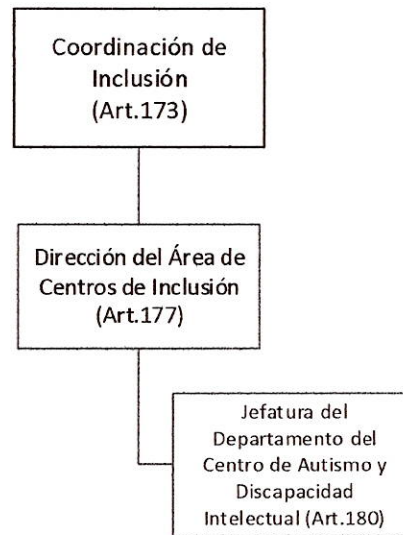 Coordinación de
Inclusión
(Art.173)
Dirección del Área de
Centros de Inclusión
(Art.177)
Jefatura del
Departamento del
Centro de Autismo y
Discapacidad
Intelectual (Art.180)